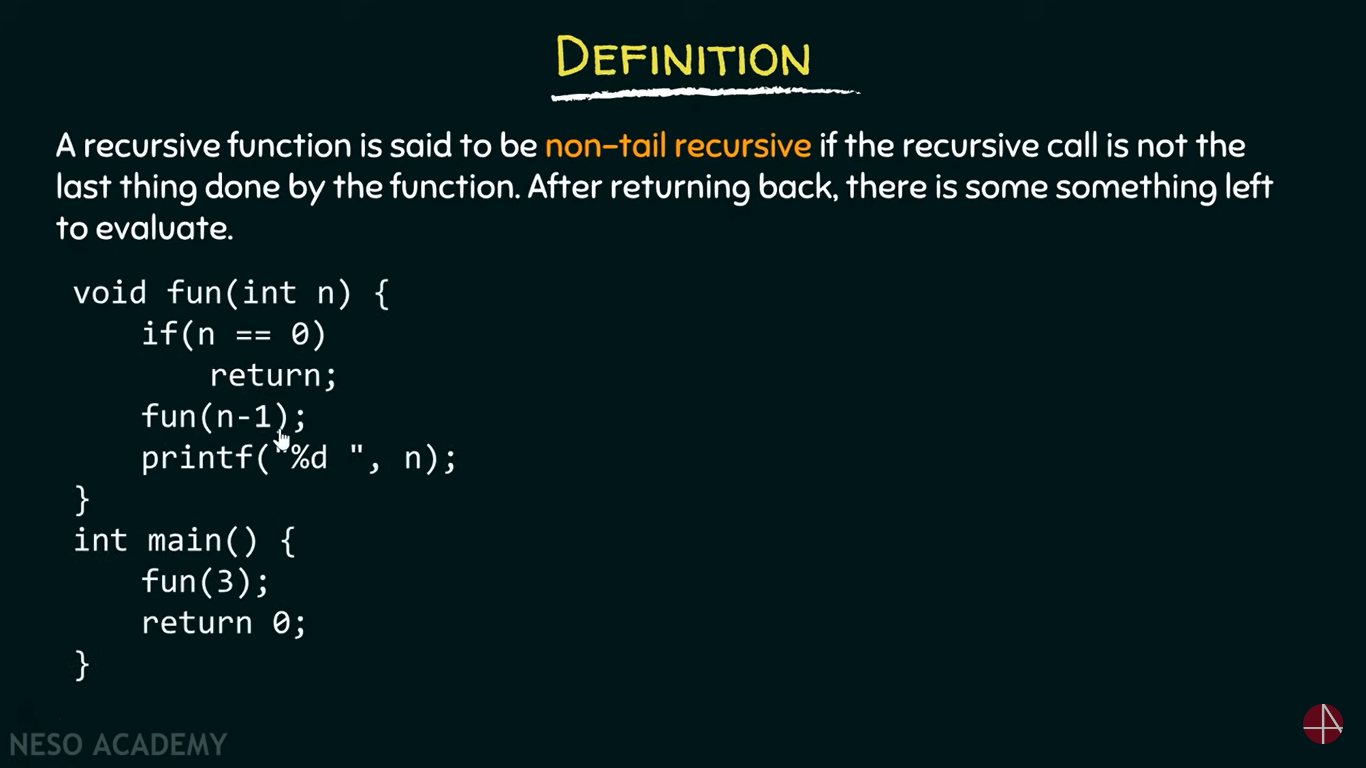 DEFINITION
A recursive function is said to be non-tail recursive if the recursive call is not the
last thing done by the function. After returning back, there is some something left
to evaluate.
void fun(int n) {
    if(n == 0)
        return;
    fun(n-1);
    printf("%d ", n);
}
int main() {
    fun(3);
    return 0;
}
NESO ACADEMY